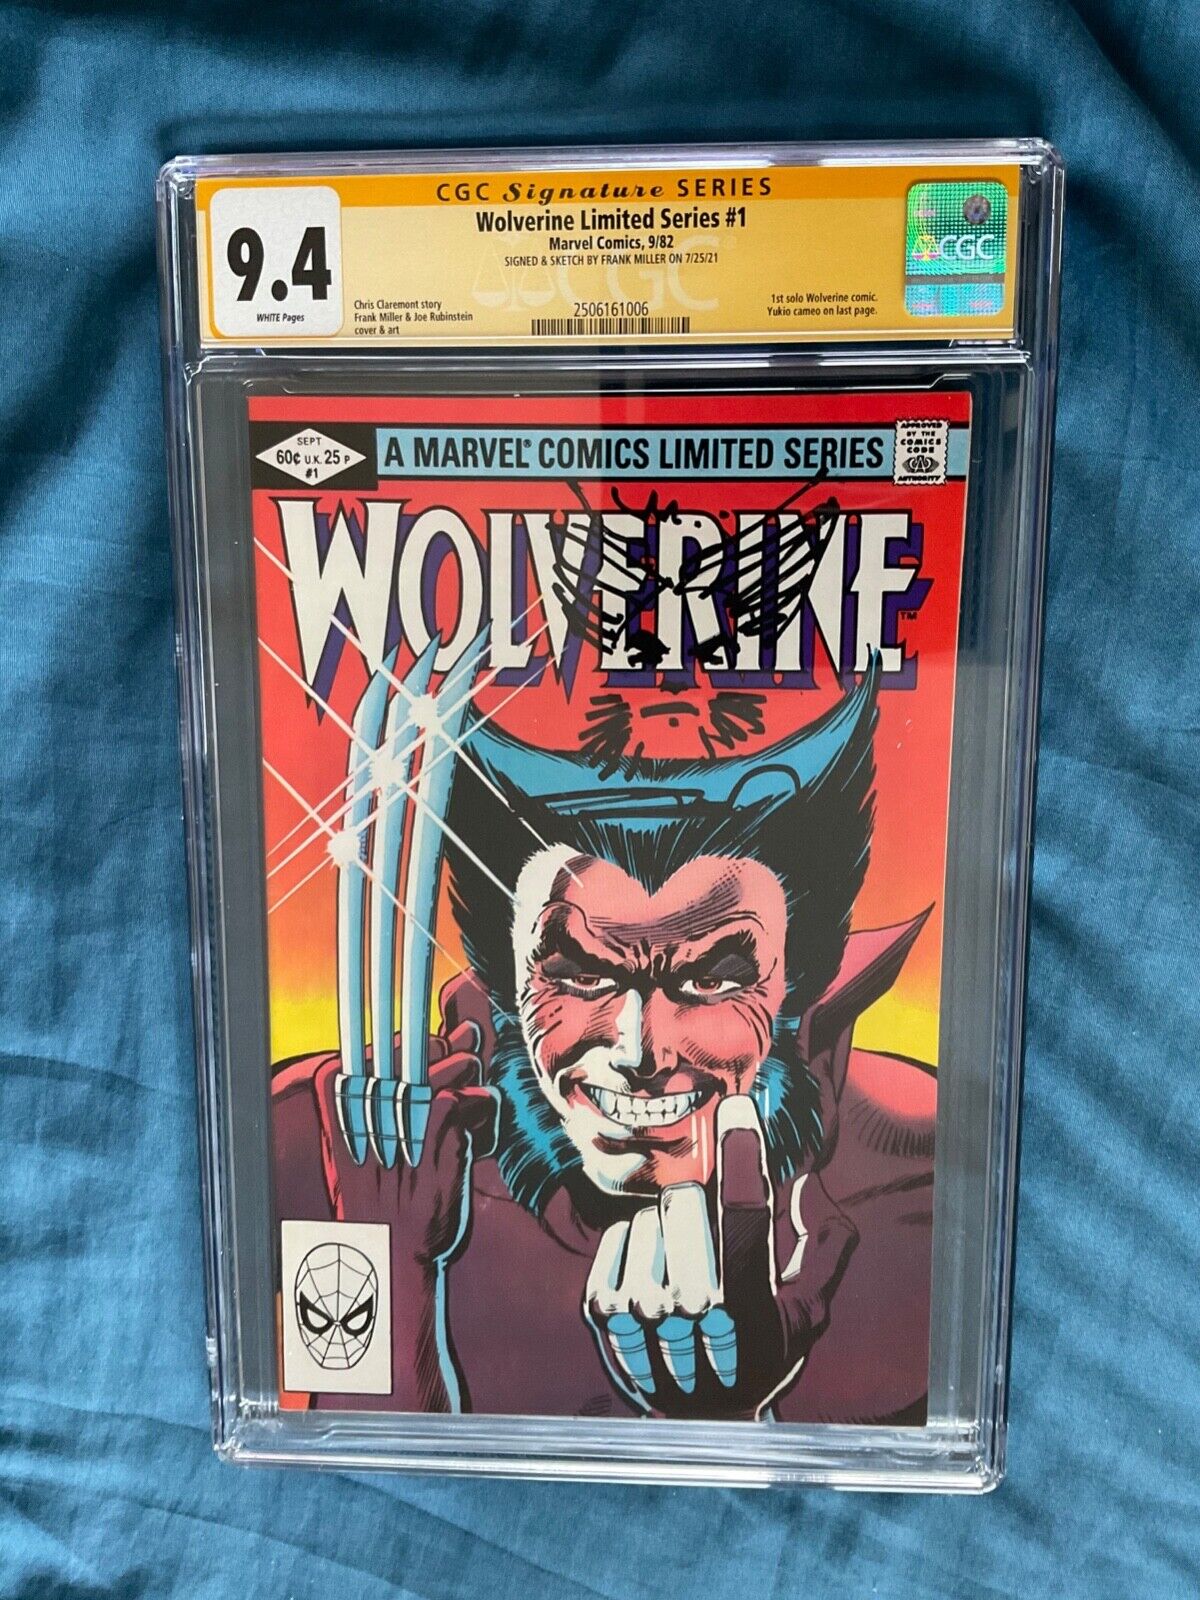 CGC Signature SERIES
Wolverine Limited Series #1
Marvel Comics, 9/82
SIGNED & SKETCH BY FRANK MILLER ON 7/25/21
9.4
WHITE Pages
Chris Claremont story
Frank Miller & Joe Rubinstein
cover & art
2506161006
1st solo Wolverine comic.
Yukio cameo on last page.
CGC
SEPT
60¢ U.K. 25 P
#1
A MARVEL® COMICS LIMITED SERIES
APPROVED
BY THE
COMICS
CODE
AUTHORITY
WOLVERINE™